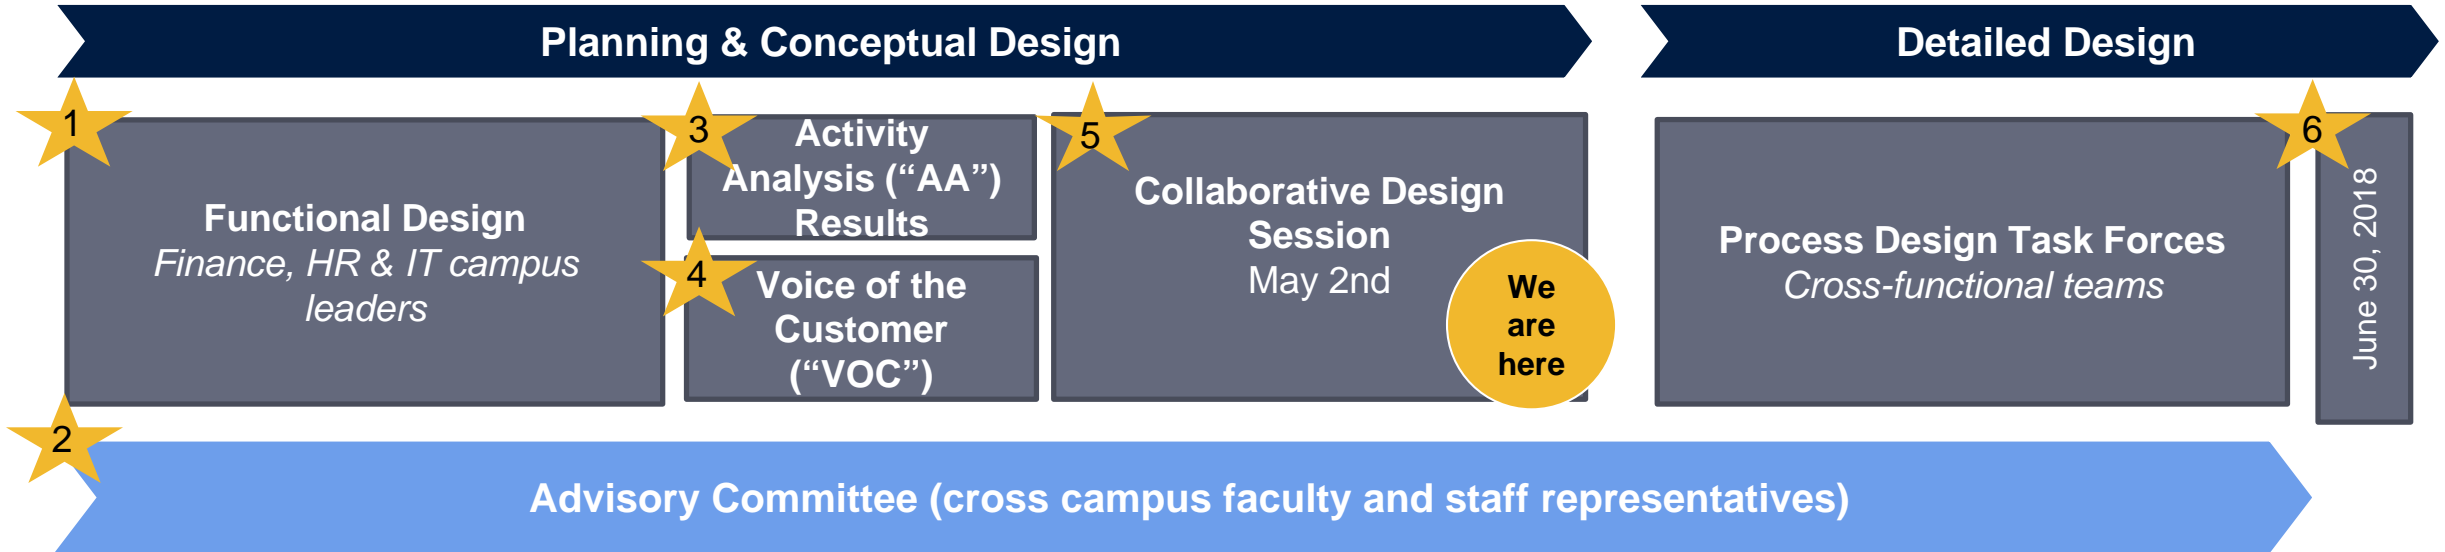 Planning & Conceptual Design
Detailed Design
1
Functional Design
Finance, HR & IT campus
leaders
2
3
Activity
Analysis (“AA”)
Results
4
Voice of the
Customer
(“VOC”)
5
Collaborative Design
Session
May 2nd
We
are
here
Process Design Task Forces
Cross-functional teams
6
June 30, 2018
Advisory Committee (cross campus faculty and staff representatives)